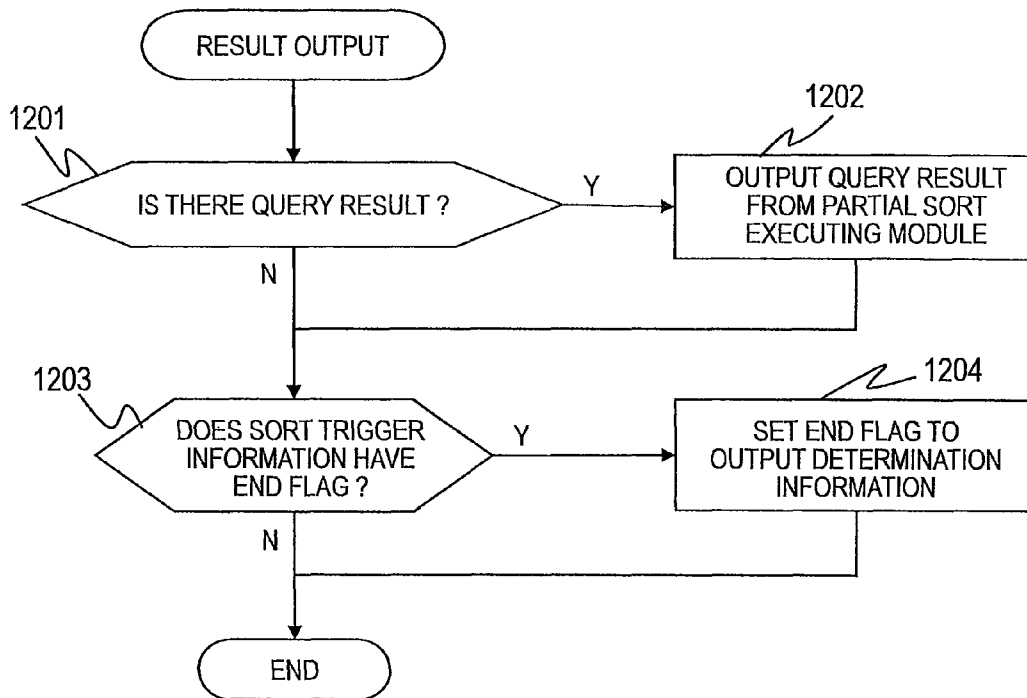 RESULT OUTPUT
1201
IS THERE QUERY RESULT ?
Y
1202
OUTPUT QUERY RESULT
FROM PARTIAL SORT
EXECUTING MODULE
N
1203
DOES SORT TRIGGER
INFORMATION HAVE
END FLAG ?
Y
1204
SET END FLAG TO
OUTPUT DETERMINATION
INFORMATION
N
END